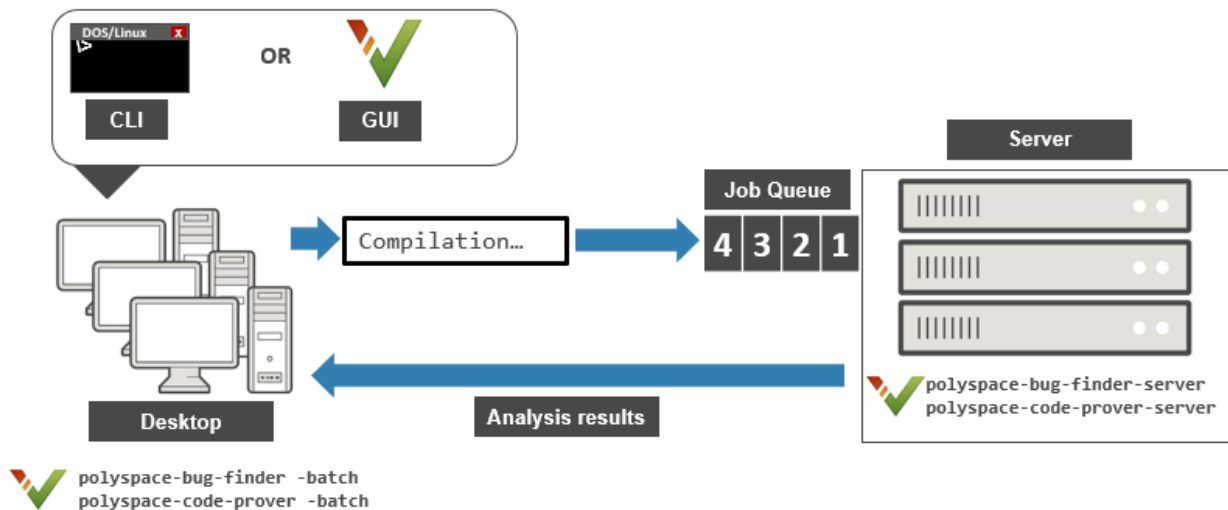 DOS/Linux X
\>
OR
CLI
GUI
Server
Job Queue
4 3 2 1
Compilation…
Desktop
Analysis results
polyspace-bug-finder-server
polyspace-code-prover-server
polyspace-bug-finder -batch
polyspace-code-prover -batch